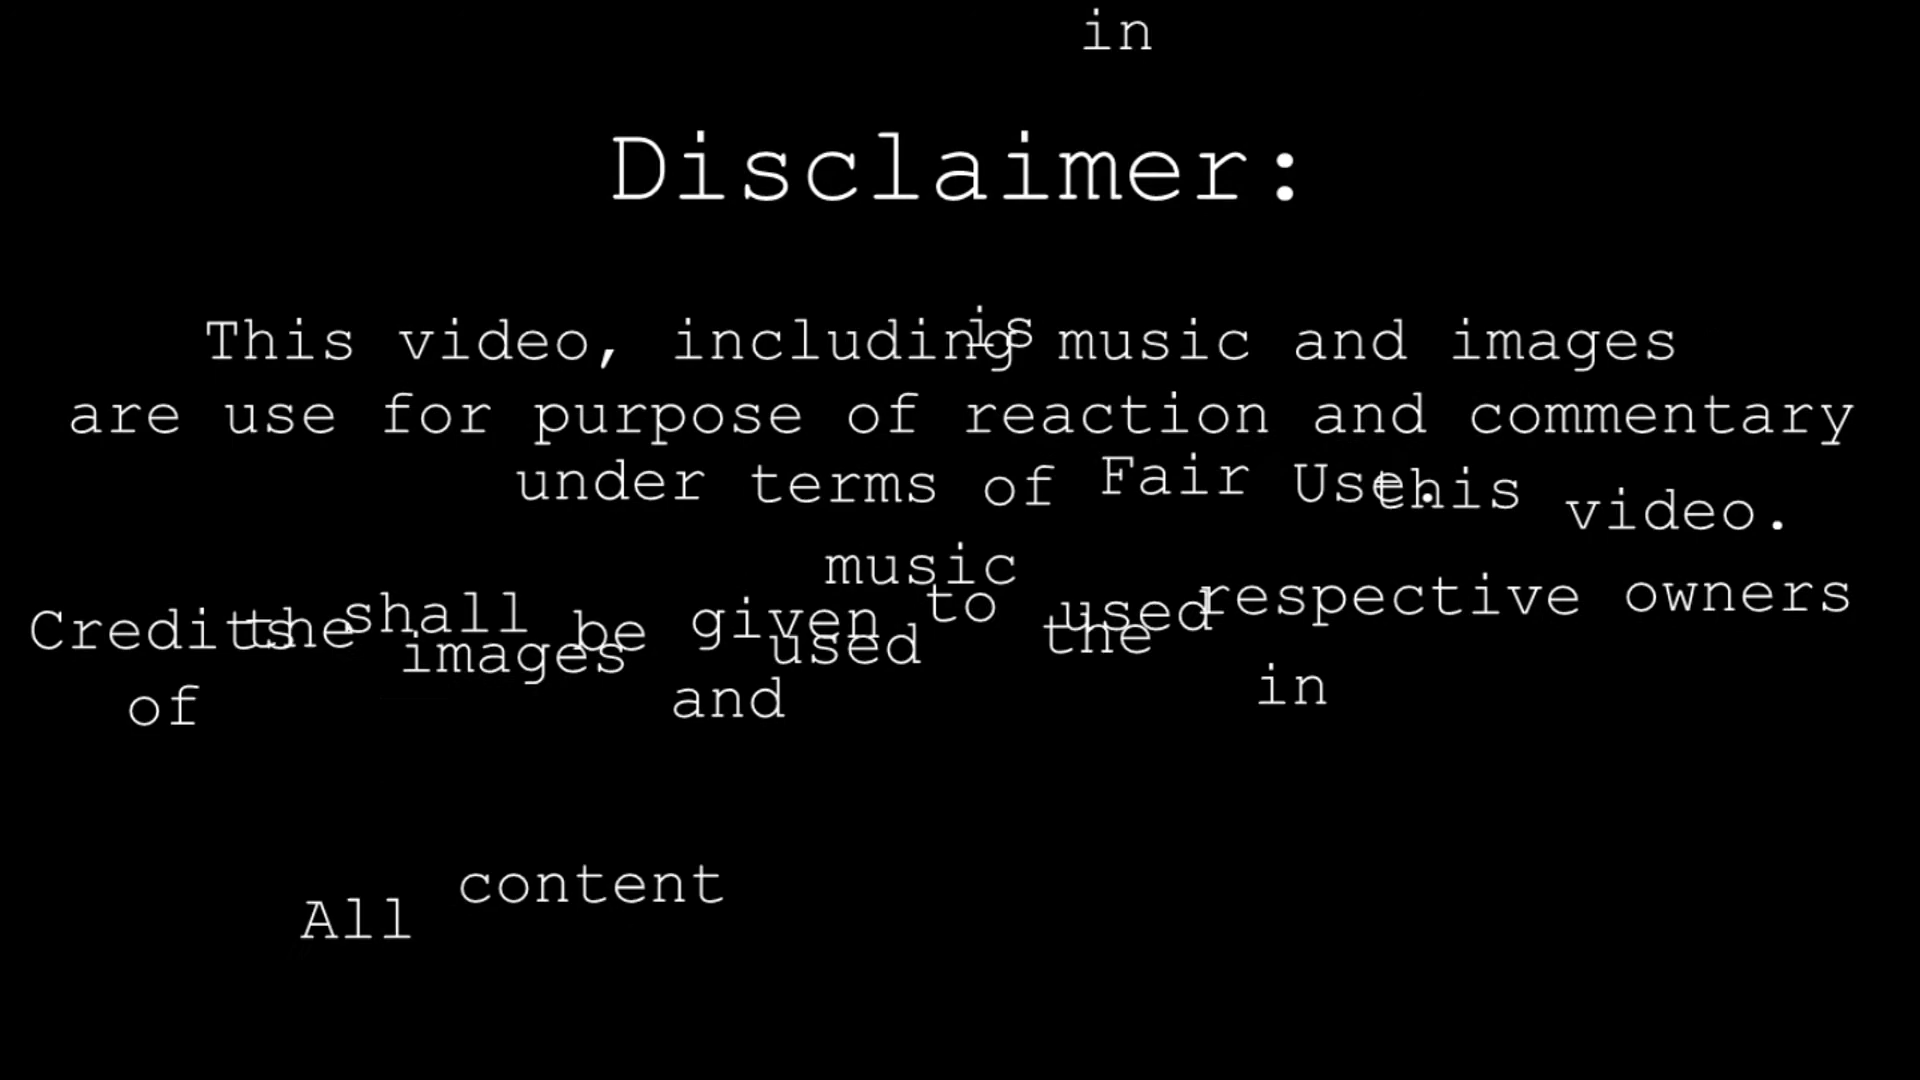 in
Disclaimer:
is
This video, including music and images
are use for purpose of reaction and commentary
under terms of Fair Use.
this video.
music
Credits shall be given to the respective owners
of the images and used used in
All content